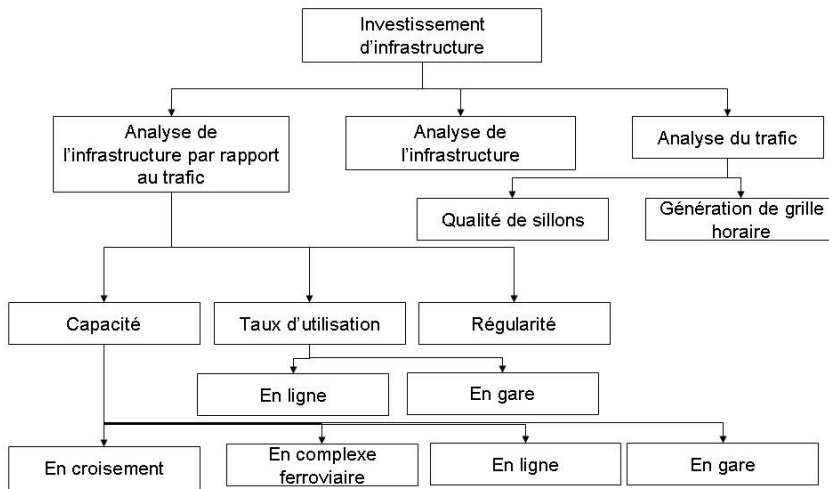 Investissement
d'infrastructure
Analyse de
l'infrastructure par rapport
au trafic
Analyse de
l'infrastructure
Analyse du trafic
Qualité de sillons
Génération de grille
horaire
Capacité
Taux d'utilisation
Régularité
En ligne
En gare
En croisement
En complexe
ferroviaire
En ligne
En gare